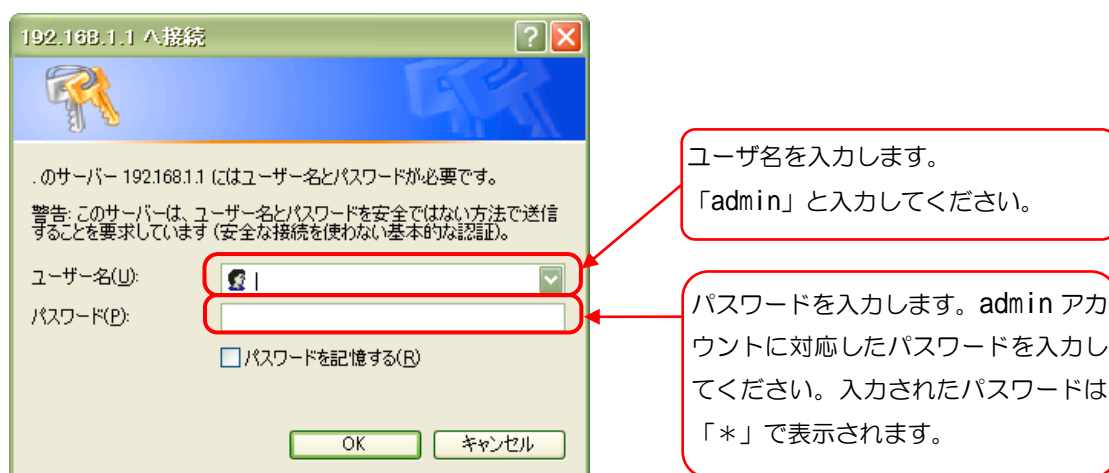 192.168.1.1 へ接続
. のサーバー 192.168.1.1 にはユーザー名とパスワードが必要です。
警告: このサーバーは、ユーザー名とパスワードを安全ではない方法で送信
することを要求しています (安全な接続を使わない基本的な認証)。
ユーザー名(U):
パスワード(P):
パスワードを記憶する(R)
OK
キャンセル
ユーザ名を入力します。
「admin」と入力してください。
パスワードを入力します。admin アカ
ウントに対応したパスワードを入力し
てください。入力されたパスワードは
「＊」で表示されます。